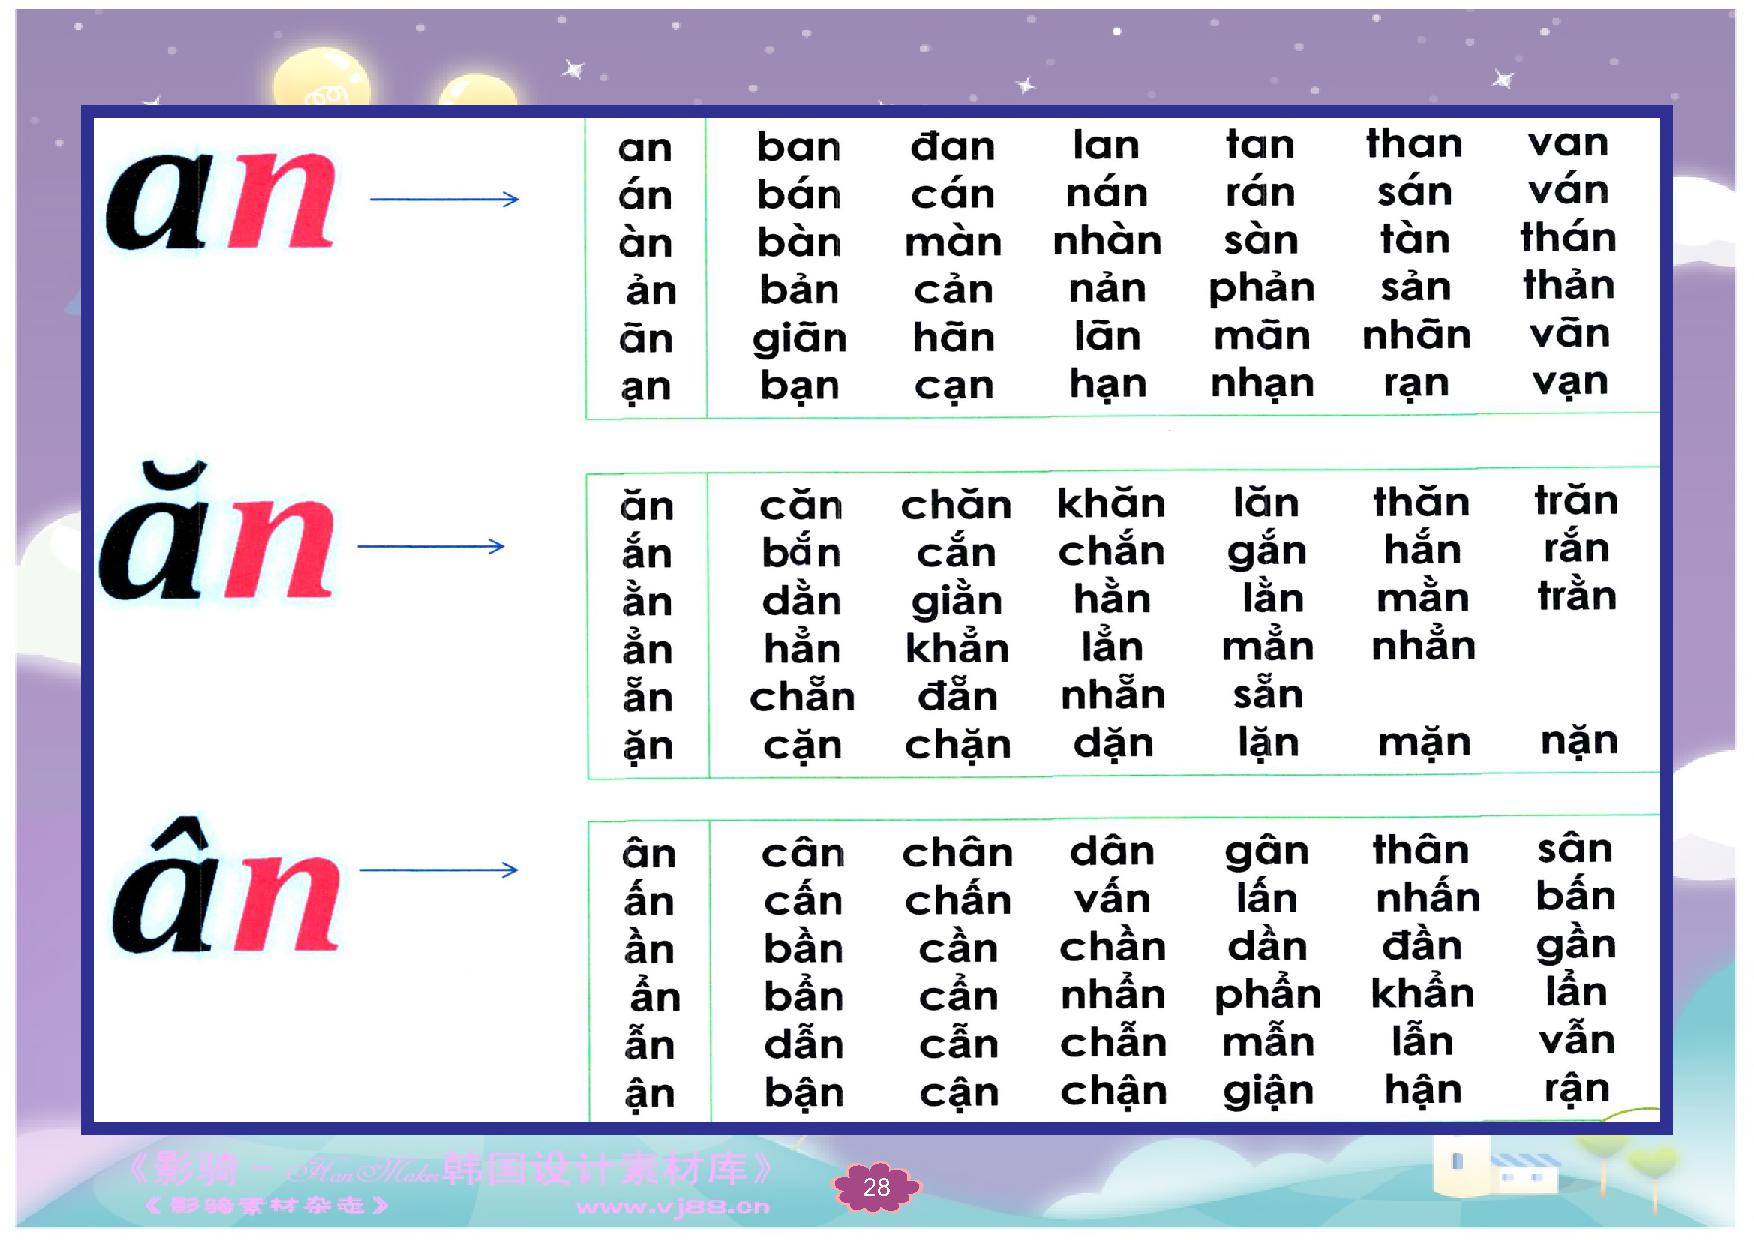 an
an ban đan lan tan than van
án bán cán nán rán sán ván
àn bàn màn nhàn sàn tàn thán
ản bản cản nản phản sản thản
ãn giãn hãn lãn mãn nhãn vãn
ạn bạn cạn hạn nhạn rạn vạn
ăn
ăn căn chăn khăn lăn thăn trăn
ắn bắn cắn chắn gắn hắn rắn
ằn dằn giằn hằn lằn mằn trằn
ẳn hẳn khẳn lẳn mẳn nhẳn
ẵn chẵn đẵn nhẵn sẵn
ặn cặn chặn dặn lặn mặn nặn
ân
ân cân chân dân gân thân sân
ấn cấn chấn vấn lấn nhấn bấn
ần bần cần chần dần đần gần
ẩn bẩn cẩn nhẩn phẩn khẩn lẩn
ẫn dẫn cẫn chẫn mẫn lẫn vẫn
ận bận cận chận giận hận rận
《影骑－HanMaker韩国设计素材库》
《影骑素材杂志》 www.vj88.cn
28